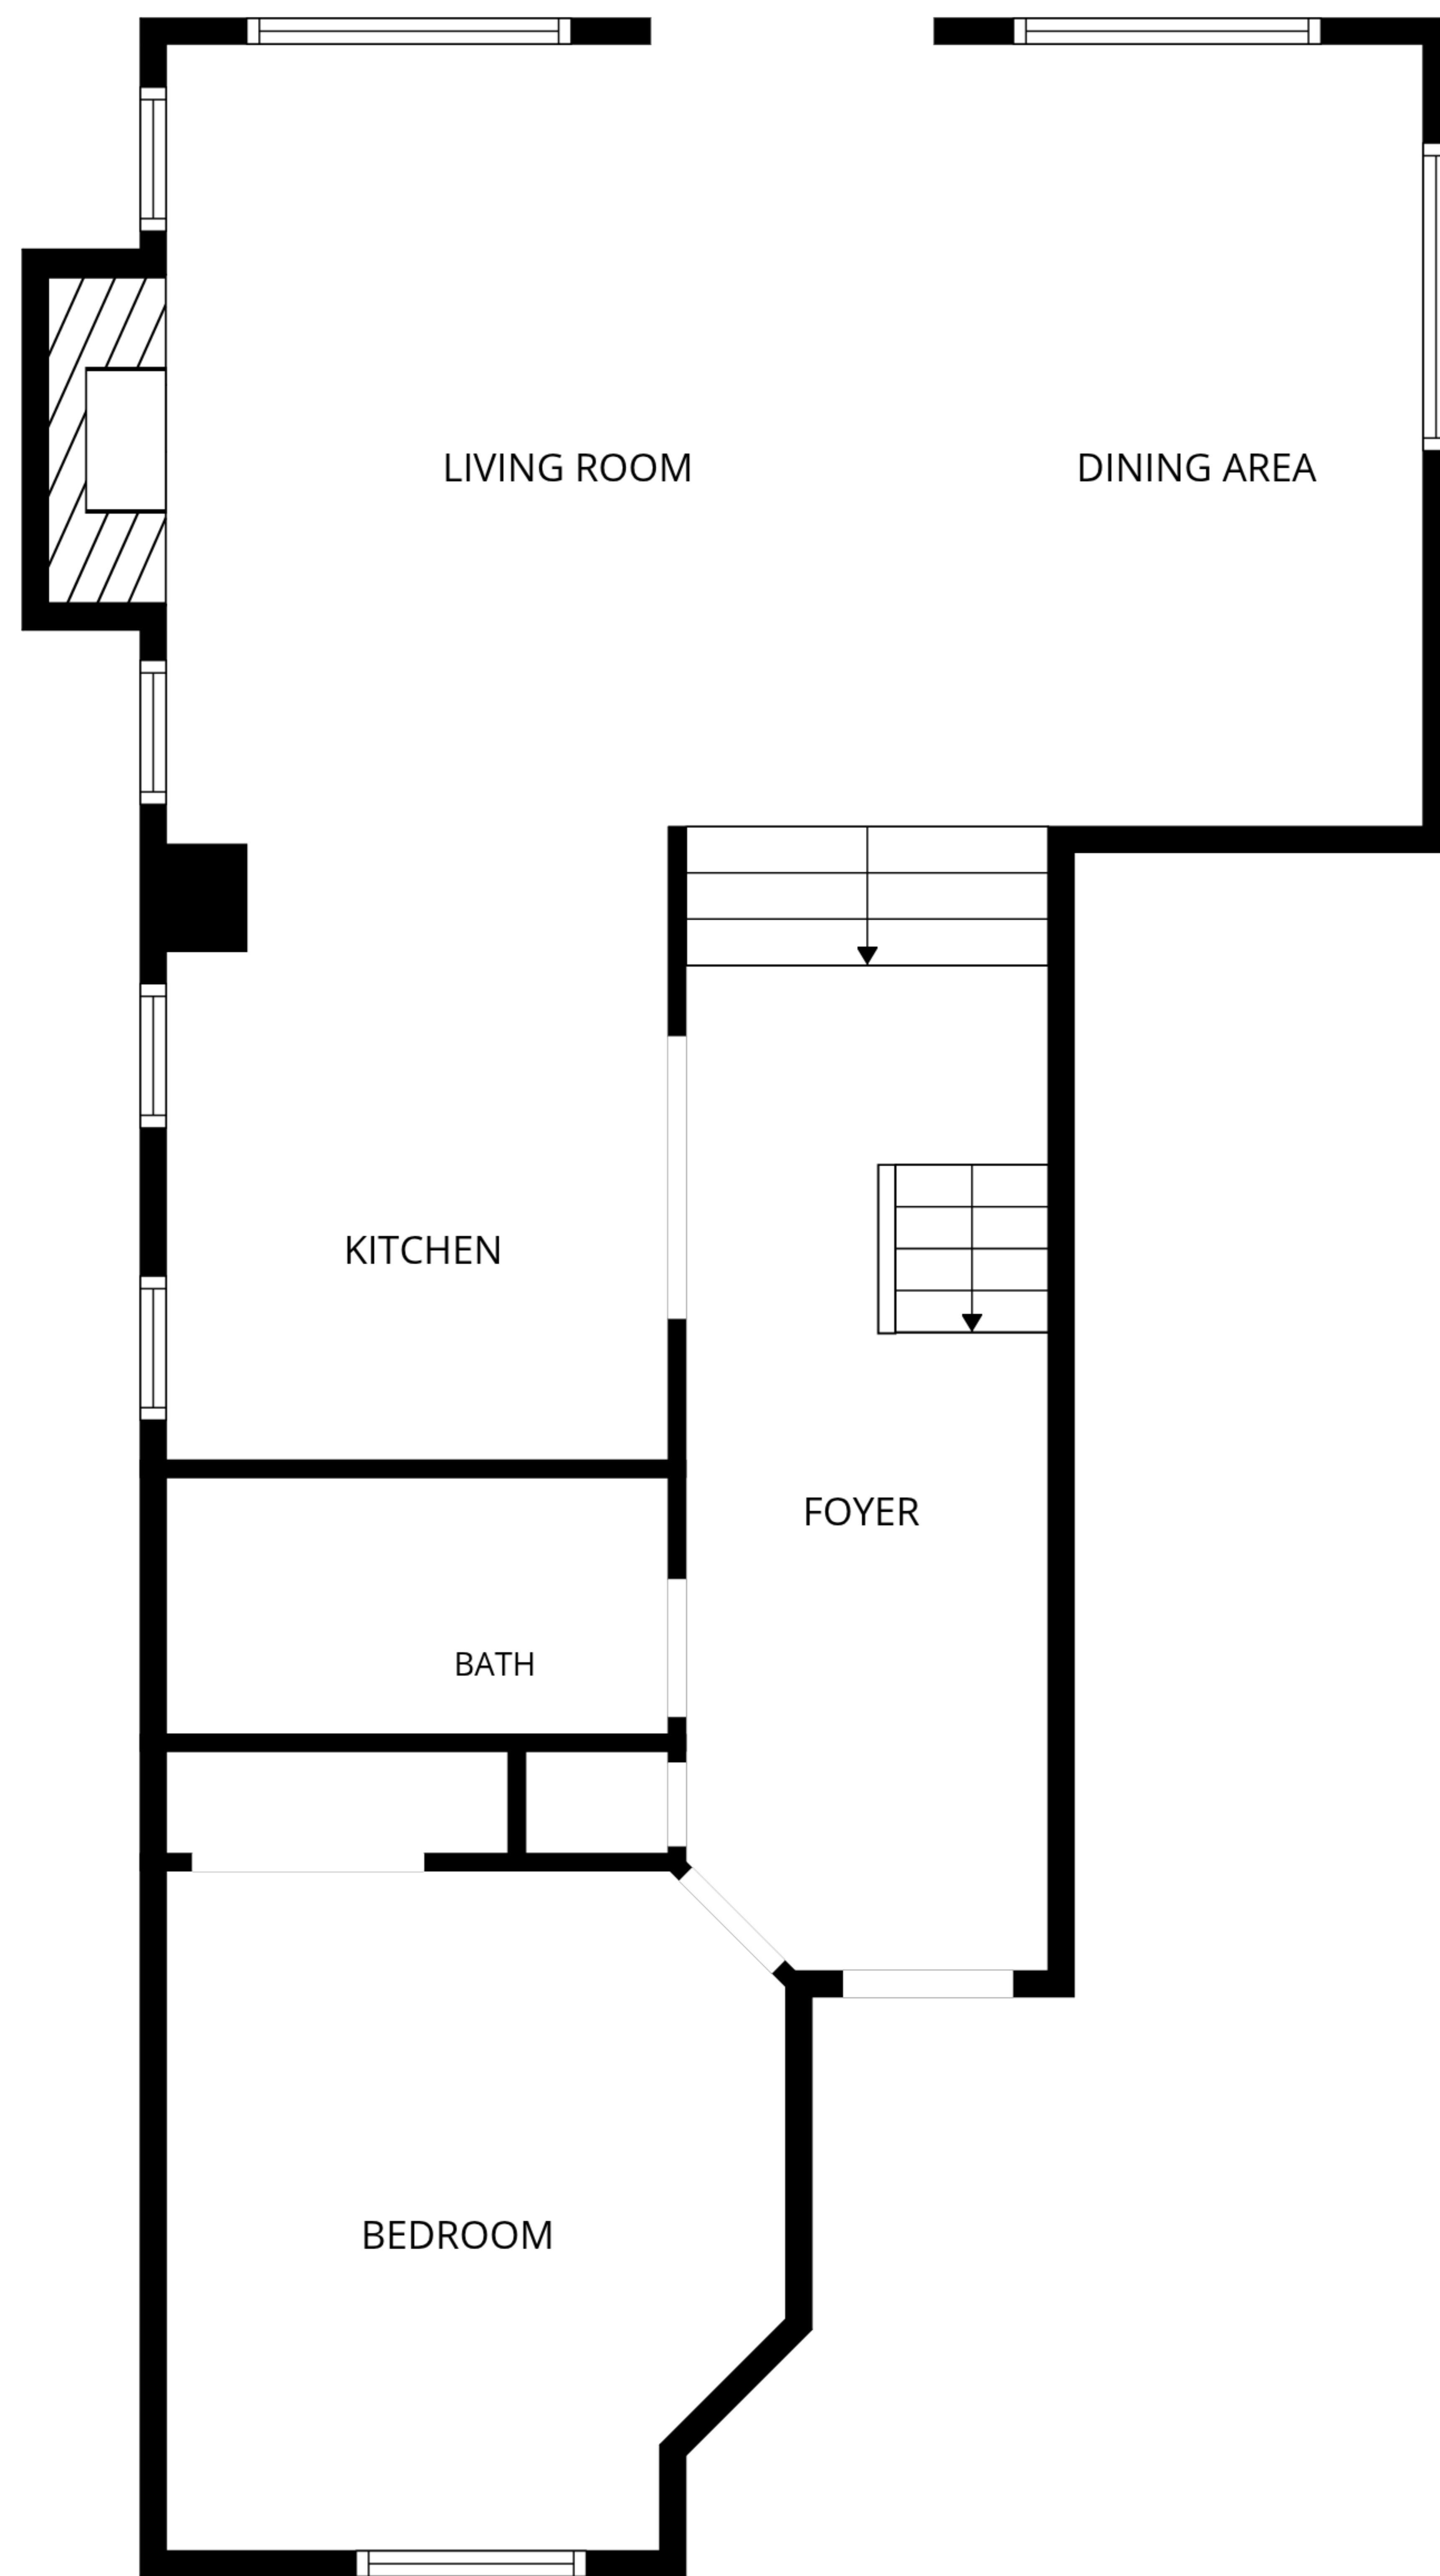 LIVING ROOM
DINING AREA
KITCHEN
FOYER
BATH
BEDROOM